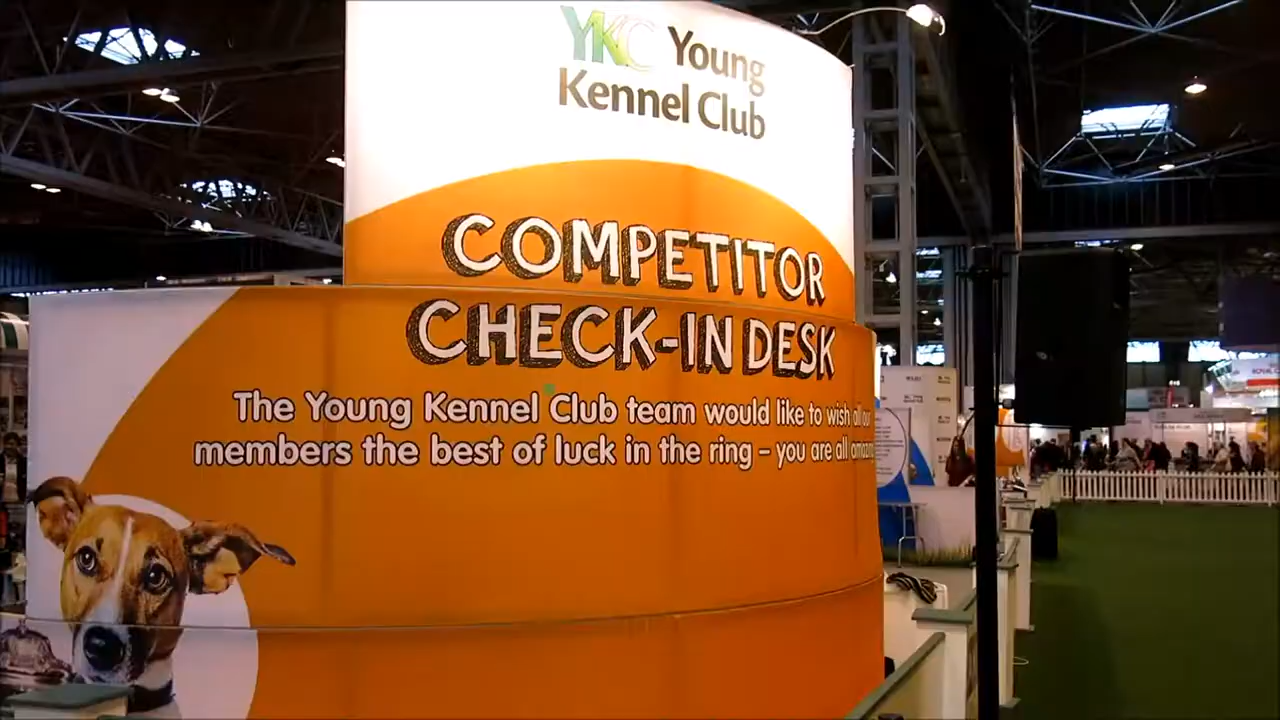 YKC Young
Kennel Club
COMPETITOR
CHECK-IN DESK
The Young Kennel Club team would like to wish all our
members the best of luck in the ring – you are all